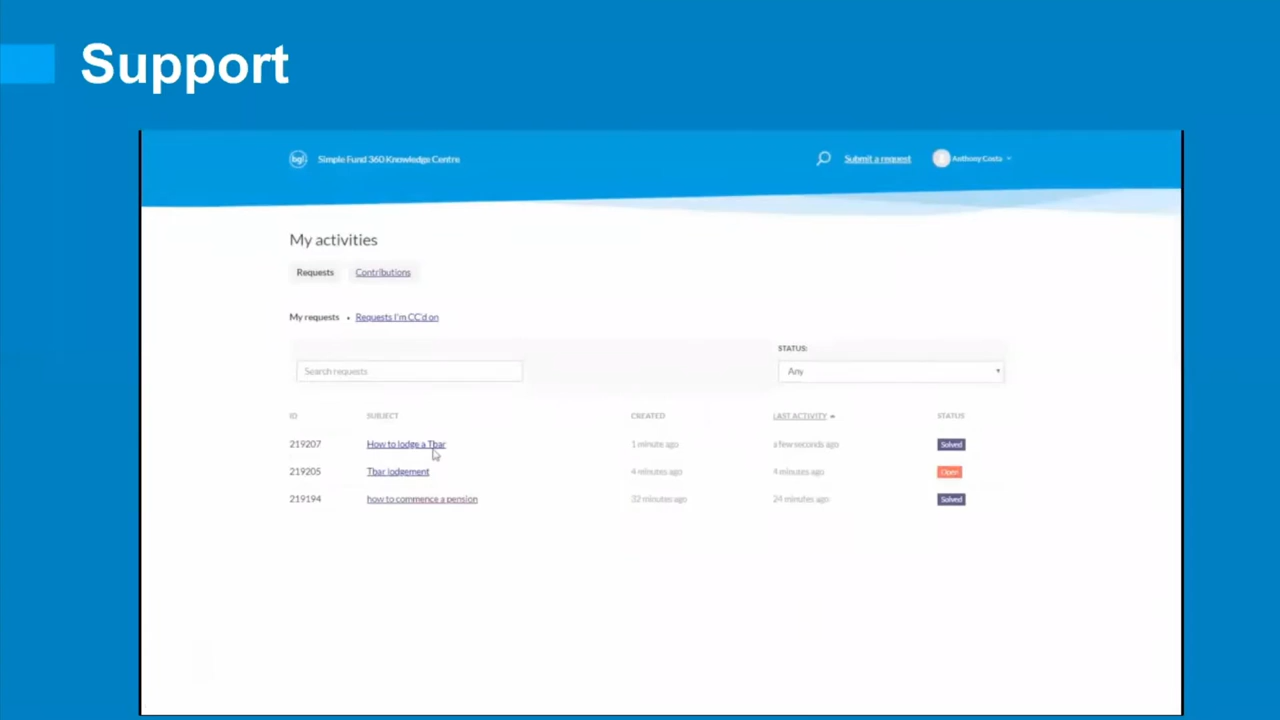 Support
bgl Simple Fund 360 Knowledge Centre Submit a request Anthony Costa
My activities
Requests Contributions
My requests • Requests I'm CC'd on
STATUS:
Search requests Any
ID SUBJECT CREATED LAST ACTIVITY STATUS
219207 How to lodge a Tbar 1 minute ago a few seconds ago Solved
219205 Tbar lodgement 4 minutes ago 4 minutes ago Open
219194 how to commence a pension 32 minutes ago 24 minutes ago Solved